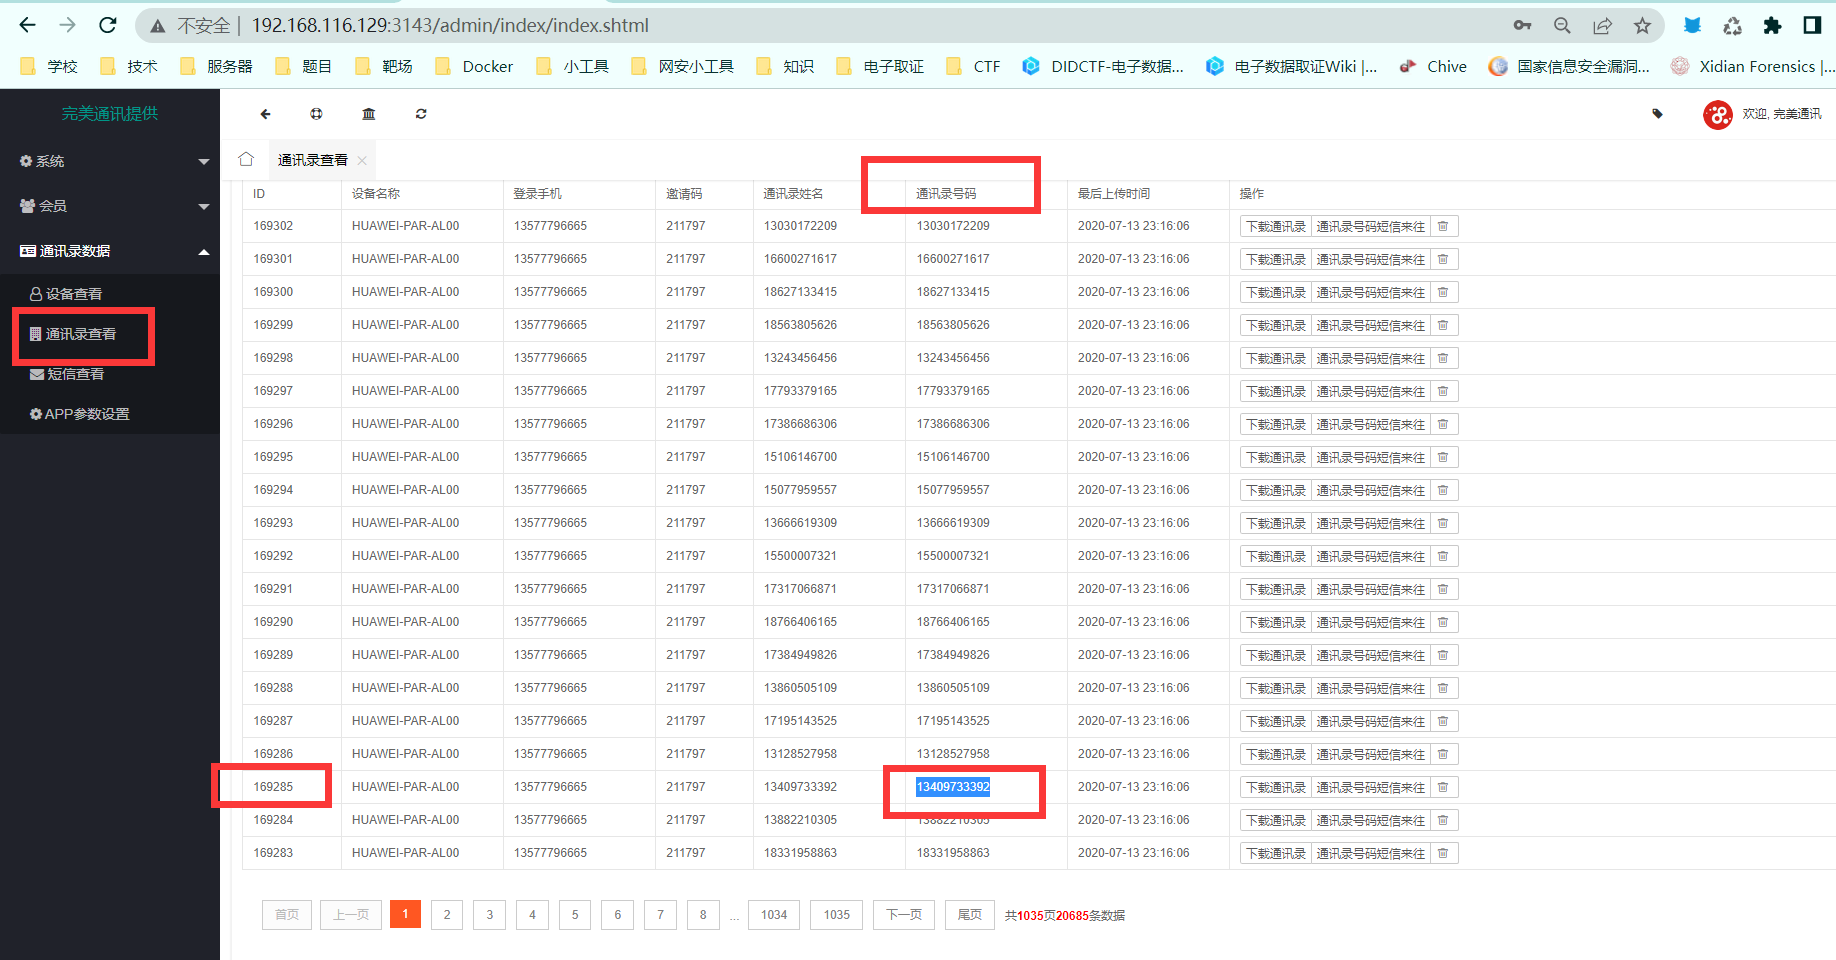 不安全 | 192.168.116.129:3143/admin/index/index.shtml
学校 技术 服务器 题目 靶场 Docker 小工具 网安小工具 知识 电子取证 CTF DIDCTF-电子数据... 电子数据取证Wiki |... Chive 国家信息安全漏洞... Xidian Forensics |...
完美通讯提供
欢迎, 完美通讯
系统
会员
通讯录数据
设备查看
通讯录查看
短信查看
APP参数设置
通讯录查看
ID 设备名称 登录手机 邀请码 通讯录姓名 通讯录号码 最后上传时间 操作
169302 HUAWEI-PAR-AL00 13577796665 211797 13030172209 13030172209 2020-07-13 23:16:06 下载通讯录 通讯录号码短信来往
169301 HUAWEI-PAR-AL00 13577796665 211797 16600271617 16600271617 2020-07-13 23:16:06 下载通讯录 通讯录号码短信来往
169300 HUAWEI-PAR-AL00 13577796665 211797 18627133415 18627133415 2020-07-13 23:16:06 下载通讯录 通讯录号码短信来往
169299 HUAWEI-PAR-AL00 13577796665 211797 18563805626 18563805626 2020-07-13 23:16:06 下载通讯录 通讯录号码短信来往
169298 HUAWEI-PAR-AL00 13577796665 211797 13243456456 13243456456 2020-07-13 23:16:06 下载通讯录 通讯录号码短信来往
169297 HUAWEI-PAR-AL00 13577796665 211797 17793379165 17793379165 2020-07-13 23:16:06 下载通讯录 通讯录号码短信来往
169296 HUAWEI-PAR-AL00 13577796665 211797 17386686306 17386686306 2020-07-13 23:16:06 下载通讯录 通讯录号码短信来往
169295 HUAWEI-PAR-AL00 13577796665 211797 15106146700 15106146700 2020-07-13 23:16:06 下载通讯录 通讯录号码短信来往
169294 HUAWEI-PAR-AL00 13577796665 211797 15077959557 15077959557 2020-07-13 23:16:06 下载通讯录 通讯录号码短信来往
169293 HUAWEI-PAR-AL00 13577796665 211797 13666619309 13666619309 2020-07-13 23:16:06 下载通讯录 通讯录号码短信来往
169292 HUAWEI-PAR-AL00 13577796665 211797 15500007321 15500007321 2020-07-13 23:16:06 下载通讯录 通讯录号码短信来往
169291 HUAWEI-PAR-AL00 13577796665 211797 17317066871 17317066871 2020-07-13 23:16:06 下载通讯录 通讯录号码短信来往
169290 HUAWEI-PAR-AL00 13577796665 211797 18766406165 18766406165 2020-07-13 23:16:06 下载通讯录 通讯录号码短信来往
169289 HUAWEI-PAR-AL00 13577796665 211797 17384949826 17384949826 2020-07-13 23:16:06 下载通讯录 通讯录号码短信来往
169288 HUAWEI-PAR-AL00 13577796665 211797 13860505109 13860505109 2020-07-13 23:16:06 下载通讯录 通讯录号码短信来往
169287 HUAWEI-PAR-AL00 13577796665 211797 17195143525 17195143525 2020-07-13 23:16:06 下载通讯录 通讯录号码短信来往
169286 HUAWEI-PAR-AL00 13577796665 211797 13128527958 13128527958 2020-07-13 23:16:06 下载通讯录 通讯录号码短信来往
169285 HUAWEI-PAR-AL00 13577796665 211797 13409733392 13409733392 2020-07-13 23:16:06 下载通讯录 通讯录号码短信来往
169284 HUAWEI-PAR-AL00 13577796665 211797 13882210305 13882210305 2020-07-13 23:16:06 下载通讯录 通讯录号码短信来往
169283 HUAWEI-PAR-AL00 13577796665 211797 18331958863 18331958863 2020-07-13 23:16:06 下载通讯录 通讯录号码短信来往
首页 上一页 1 2 3 4 5 6 7 8 ... 1034 1035 下一页 尾页 共1035页20685条数据